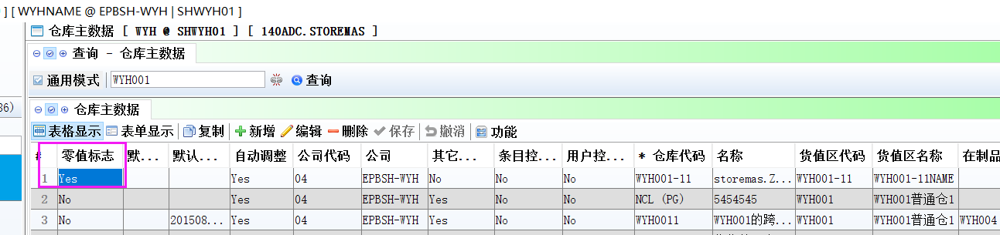 ] [ WYHNAME @ EPBSH-WYH | SHWYH01 ]
仓库主数据 [ WYH @ SHWYH01 ] [ 140ADC.STOREMAS ]
查询 - 仓库主数据
通用模式 WYH001 查询
36)
仓库主数据
表格显示 表单显示 复制 新增 编辑 删除 保存 撤消 功能
# 零值标志 默... 默认... 自动调整 公司代码 公司 其它... 条目控... 用户控... * 仓库代码 名称 货值区代码 货值区名称 在制品
1 Yes Yes 04 EPBSH-WYH No No No WYH001-11 storemas.Z... WYH001-11 WYH001-11NAME
2 No Yes 04 EPBSH-WYH Yes No No NCL (PG) 5454545 WYH001 WYH001普通仓1
3 No 201508... Yes 04 EPBSH-WYH Yes No No WYH0011 WYH001的跨... WYH001 WYH001普通仓1 WYH004